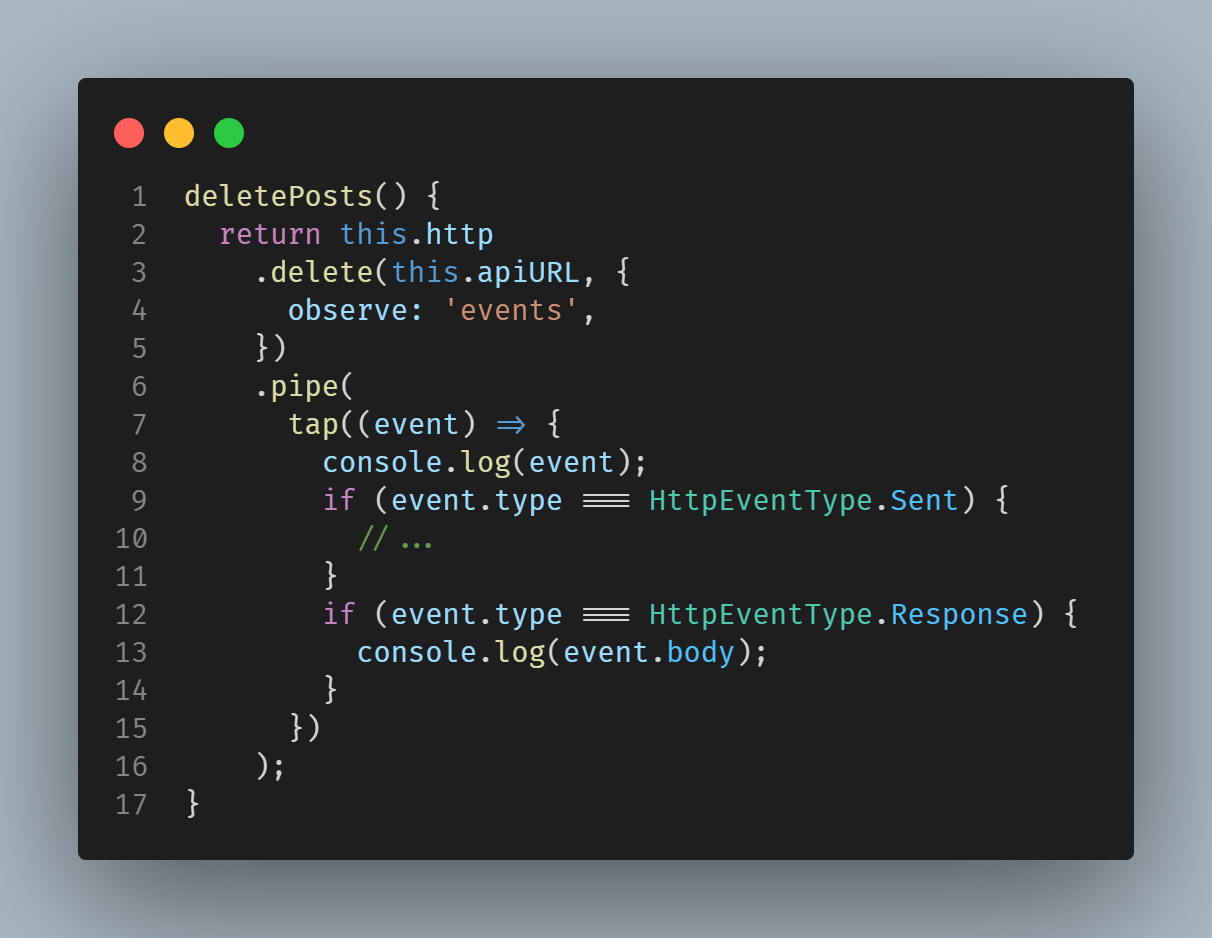 1 deletePosts() {
2   return this.http
3     .delete(this.apiURL, {
4       observe: 'events',
5     })
6     .pipe(
7       tap((event) => {
8         console.log(event);
9         if (event.type === HttpEventType.Sent) {
10           // ...
11         }
12         if (event.type === HttpEventType.Response) {
13           console.log(event.body);
14         }
15       })
16     );
17 }